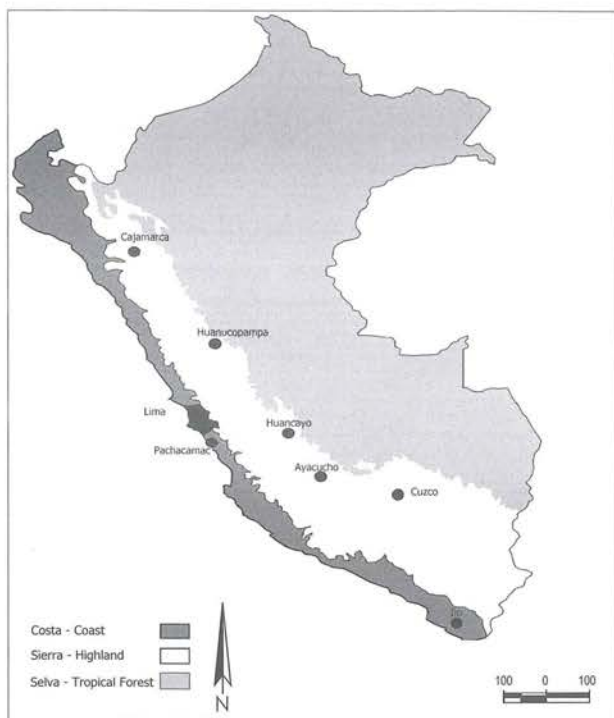 Cajamarca
Huanucopampa
Lima
Huancayo
Pachacamac
Ayacucho
Cuzco
Costa - Coast
Sierra - Highland
Selva - Tropical Forest
N
100 0 100